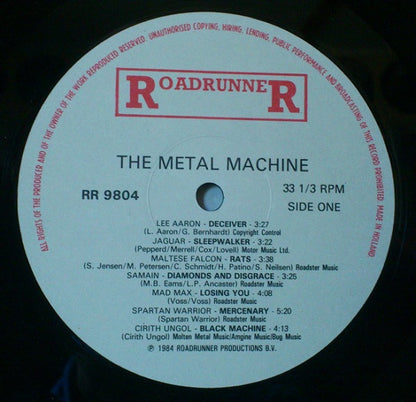 ALL RIGHTS OF THE PRODUCER AND OF THE OWNER OF THE WORK REPRODUCED RESERVED. UNAUTHORISED COPYING, HIRING, LENDING, PUBLIC PERFORMANCE AND BROADCASTING OF THIS RECORD PROHIBITED. MADE IN HOLLAND
ROADRUNNER
THE METAL MACHINE
RR 9804
33 1/3 RPM
SIDE ONE
LEE AARON - DECEIVER - 3:27
(L. Aaron/G. Bernhardt) Copyright Control
JAGUAR - SLEEPWALKER - 3:22
(Pepperd/Merrell/Cox/Lovell) Motor Music Ltd.
MALTESE FALCON - RATS - 3:38
(S. Jensen/M. Petersen/C. Schmidt/H. Patino/S. Neilsen) Roadster Music
SAMAIN - DIAMONDS AND DISGRACE - 3:25
(M.B. Eams/L.P. Ancaster) Roadster Music
MAD MAX - LOSING YOU - 4:08
(Voss/Voss) Roadster Music
SPARTAN WARRIOR - MERCENARY - 5:20
(Spartan Warrior) Roadster Music
CIRITH UNGOL - BLACK MACHINE - 4:13
(Cirith Ungol) Molten Metal Music/Amgine Music/Bug Music
℗ 1984 ROADRUNNER PRODUCTIONS B.V.